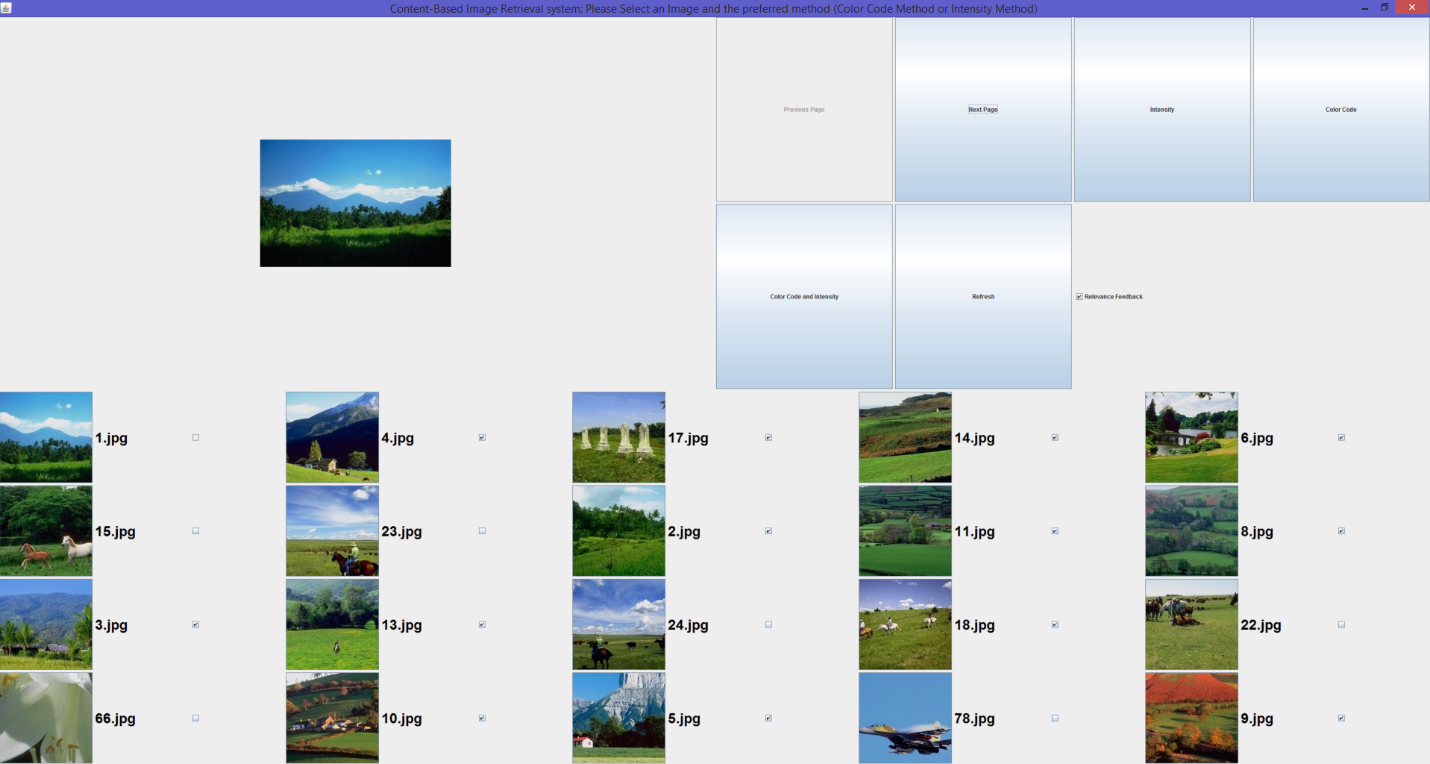 Content-Based Image Retrieval system: Please Select an Image and the preferred method (Color Code Method or Intensity Method)
Previous Page
Next Page
Intensity
Color Code
Color Code and Intensity
Refresh
Relevance Feedback
1.jpg
4.jpg
17.jpg
14.jpg
6.jpg
15.jpg
23.jpg
2.jpg
11.jpg
8.jpg
3.jpg
13.jpg
24.jpg
18.jpg
22.jpg
66.jpg
10.jpg
5.jpg
78.jpg
9.jpg